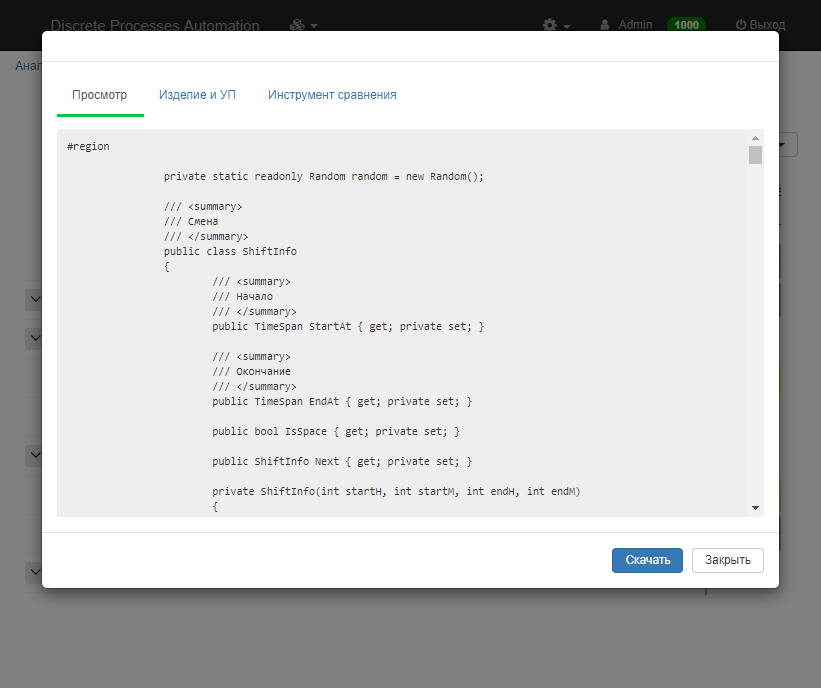 Discrete Processes Automation
Admin
1000
Выход
Анал
Просмотр
Изделие и УП
Инструмент сравнения
#region
private static readonly Random random = new Random();
/// <summary>
/// Смена
/// </summary>
public class ShiftInfo
{
/// <summary>
/// Начало
/// </summary>
public TimeSpan StartAt { get; private set; }
/// <summary>
/// Окончание
/// </summary>
public TimeSpan EndAt { get; private set; }
public bool IsSpace { get; private set; }
public ShiftInfo Next { get; private set; }
private ShiftInfo(int startH, int startM, int endH, int endM)
{
Скачать
Закрыть